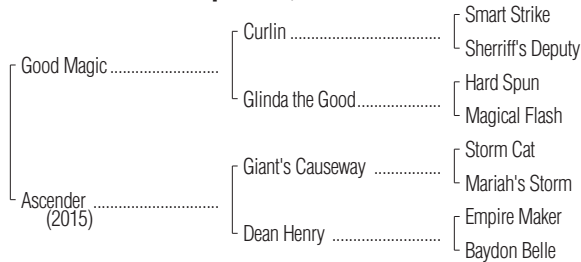 Smart Strike
Curlin
Sherriff's Deputy
Good Magic
Hard Spun
Glinda the Good
Magical Flash
Storm Cat
Giant's Causeway
Mariah's Storm
Ascender
(2015)
Empire Maker
Dean Henry
Baydon Belle